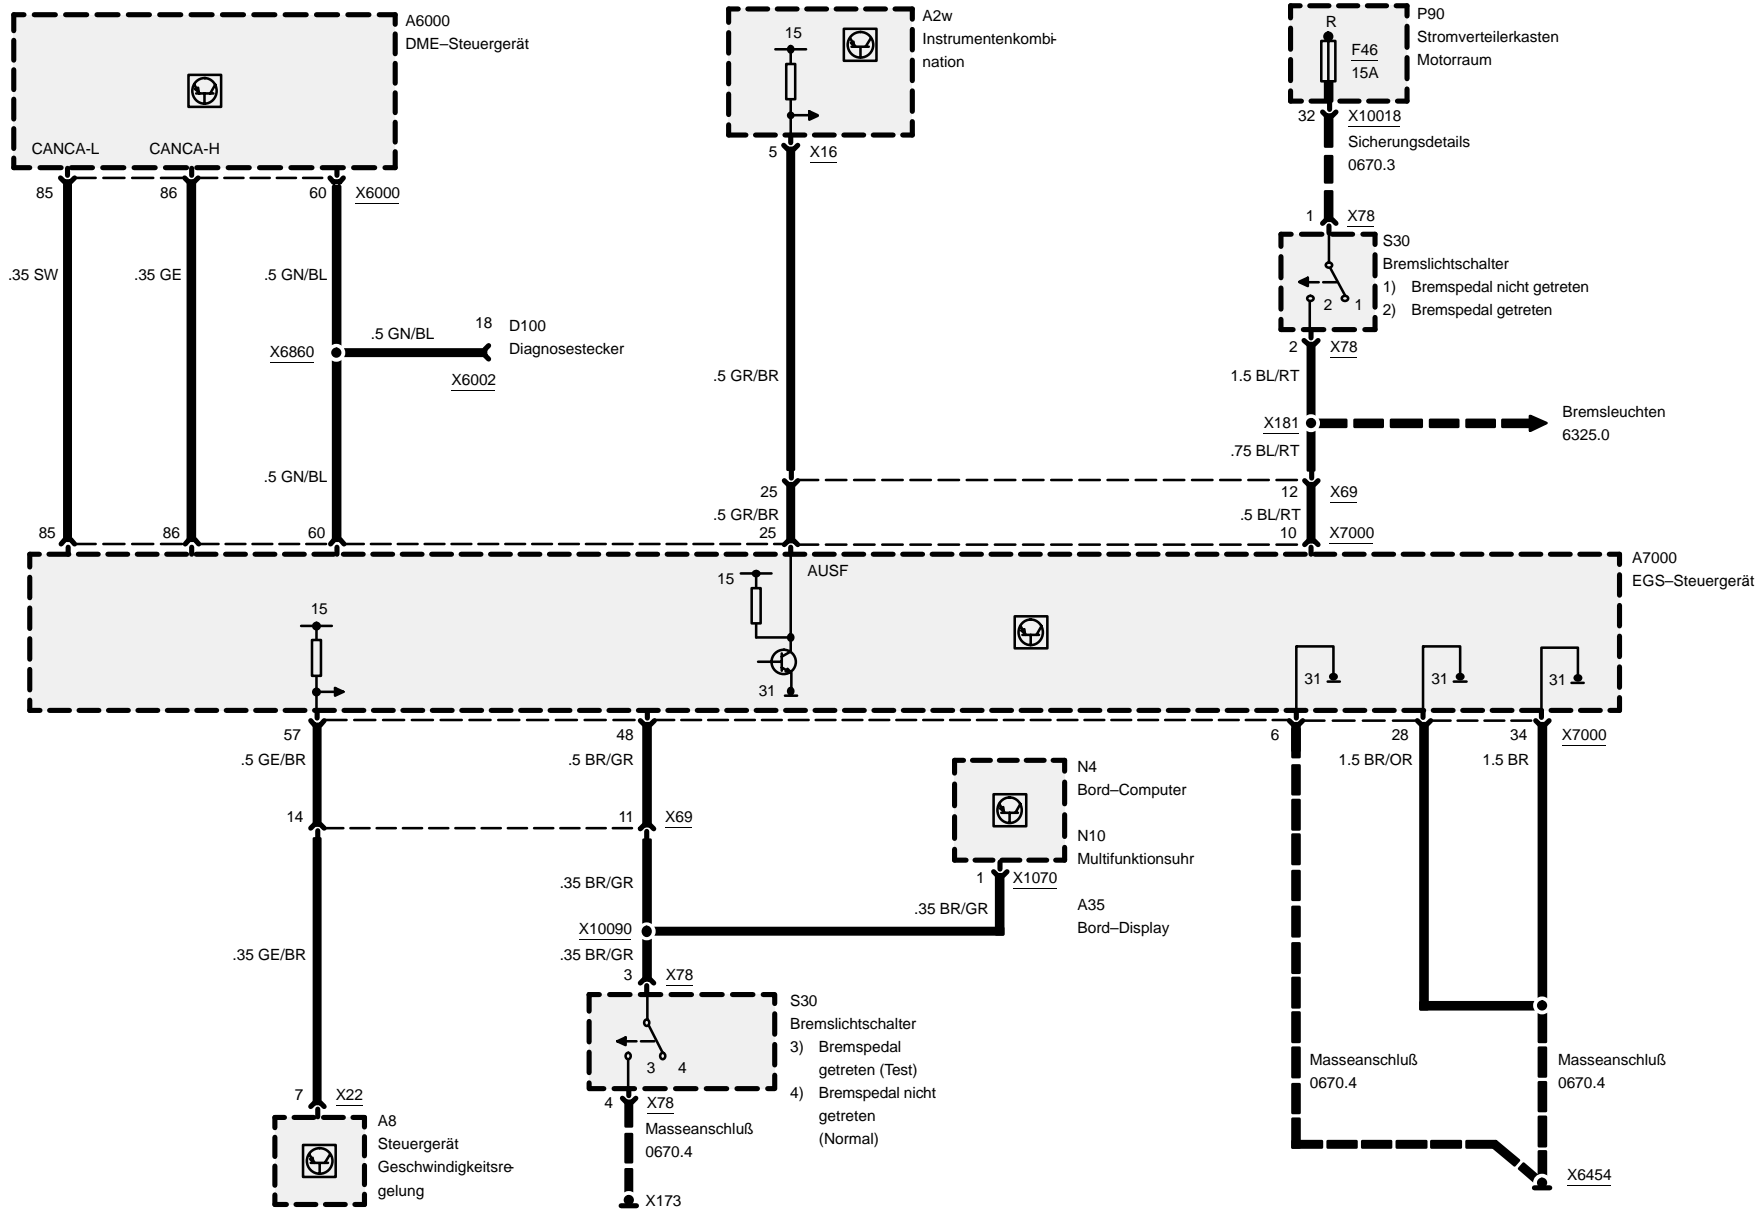 A6000
DME–Steuergerät
CANCA-L
CANCA-H
85
86
60
X6000
.35 SW
.35 GE
.5 GN/BL
X6860
.5 GN/BL
18
D100
Diagnosestecker
X6002
.5 GN/BL
85
86
60
A2w
Instrumentenkombi-
nation
15
5
X16
.5 GR/BR
25
.5 GR/BR
25
P90
Stromverteilerkasten
Motorraum
R
F46
15A
32
X10018
Sicherungsdetails
0670.3
1
X78
S30
Bremslichtschalter
1) Bremspedal nicht getreten
2) Bremspedal getreten
2
1
2
X78
1.5 BL/RT
X181
Bremsleuchten
6325.0
.75 BL/RT
12
X69
.5 BL/RT
10
X7000
A7000
EGS–Steuergerät
15
15
AUSF
31
31
31
31
57
48
6
28
34
X7000
.5 GE/BR
.5 BR/GR
1.5 BR/OR
1.5 BR
14
11
X69
N4
Bord–Computer
N10
Multifunktionsuhr
1
X1070
A35
Bord–Display
.35 BR/GR
.35 BR/GR
X10090
.35 BR/GR
.35 GE/BR
3
X78
S30
Bremslichtschalter
3) Bremspedal
getreten (Test)
4) Bremspedal nicht
getreten
(Normal)
3
4
4
X78
Masseanschluß
0670.4
X173
7
X22
A8
Steuergerät
Geschwindigkeitsre-
gelung
Masseanschluß
0670.4
Masseanschluß
0670.4
X6454